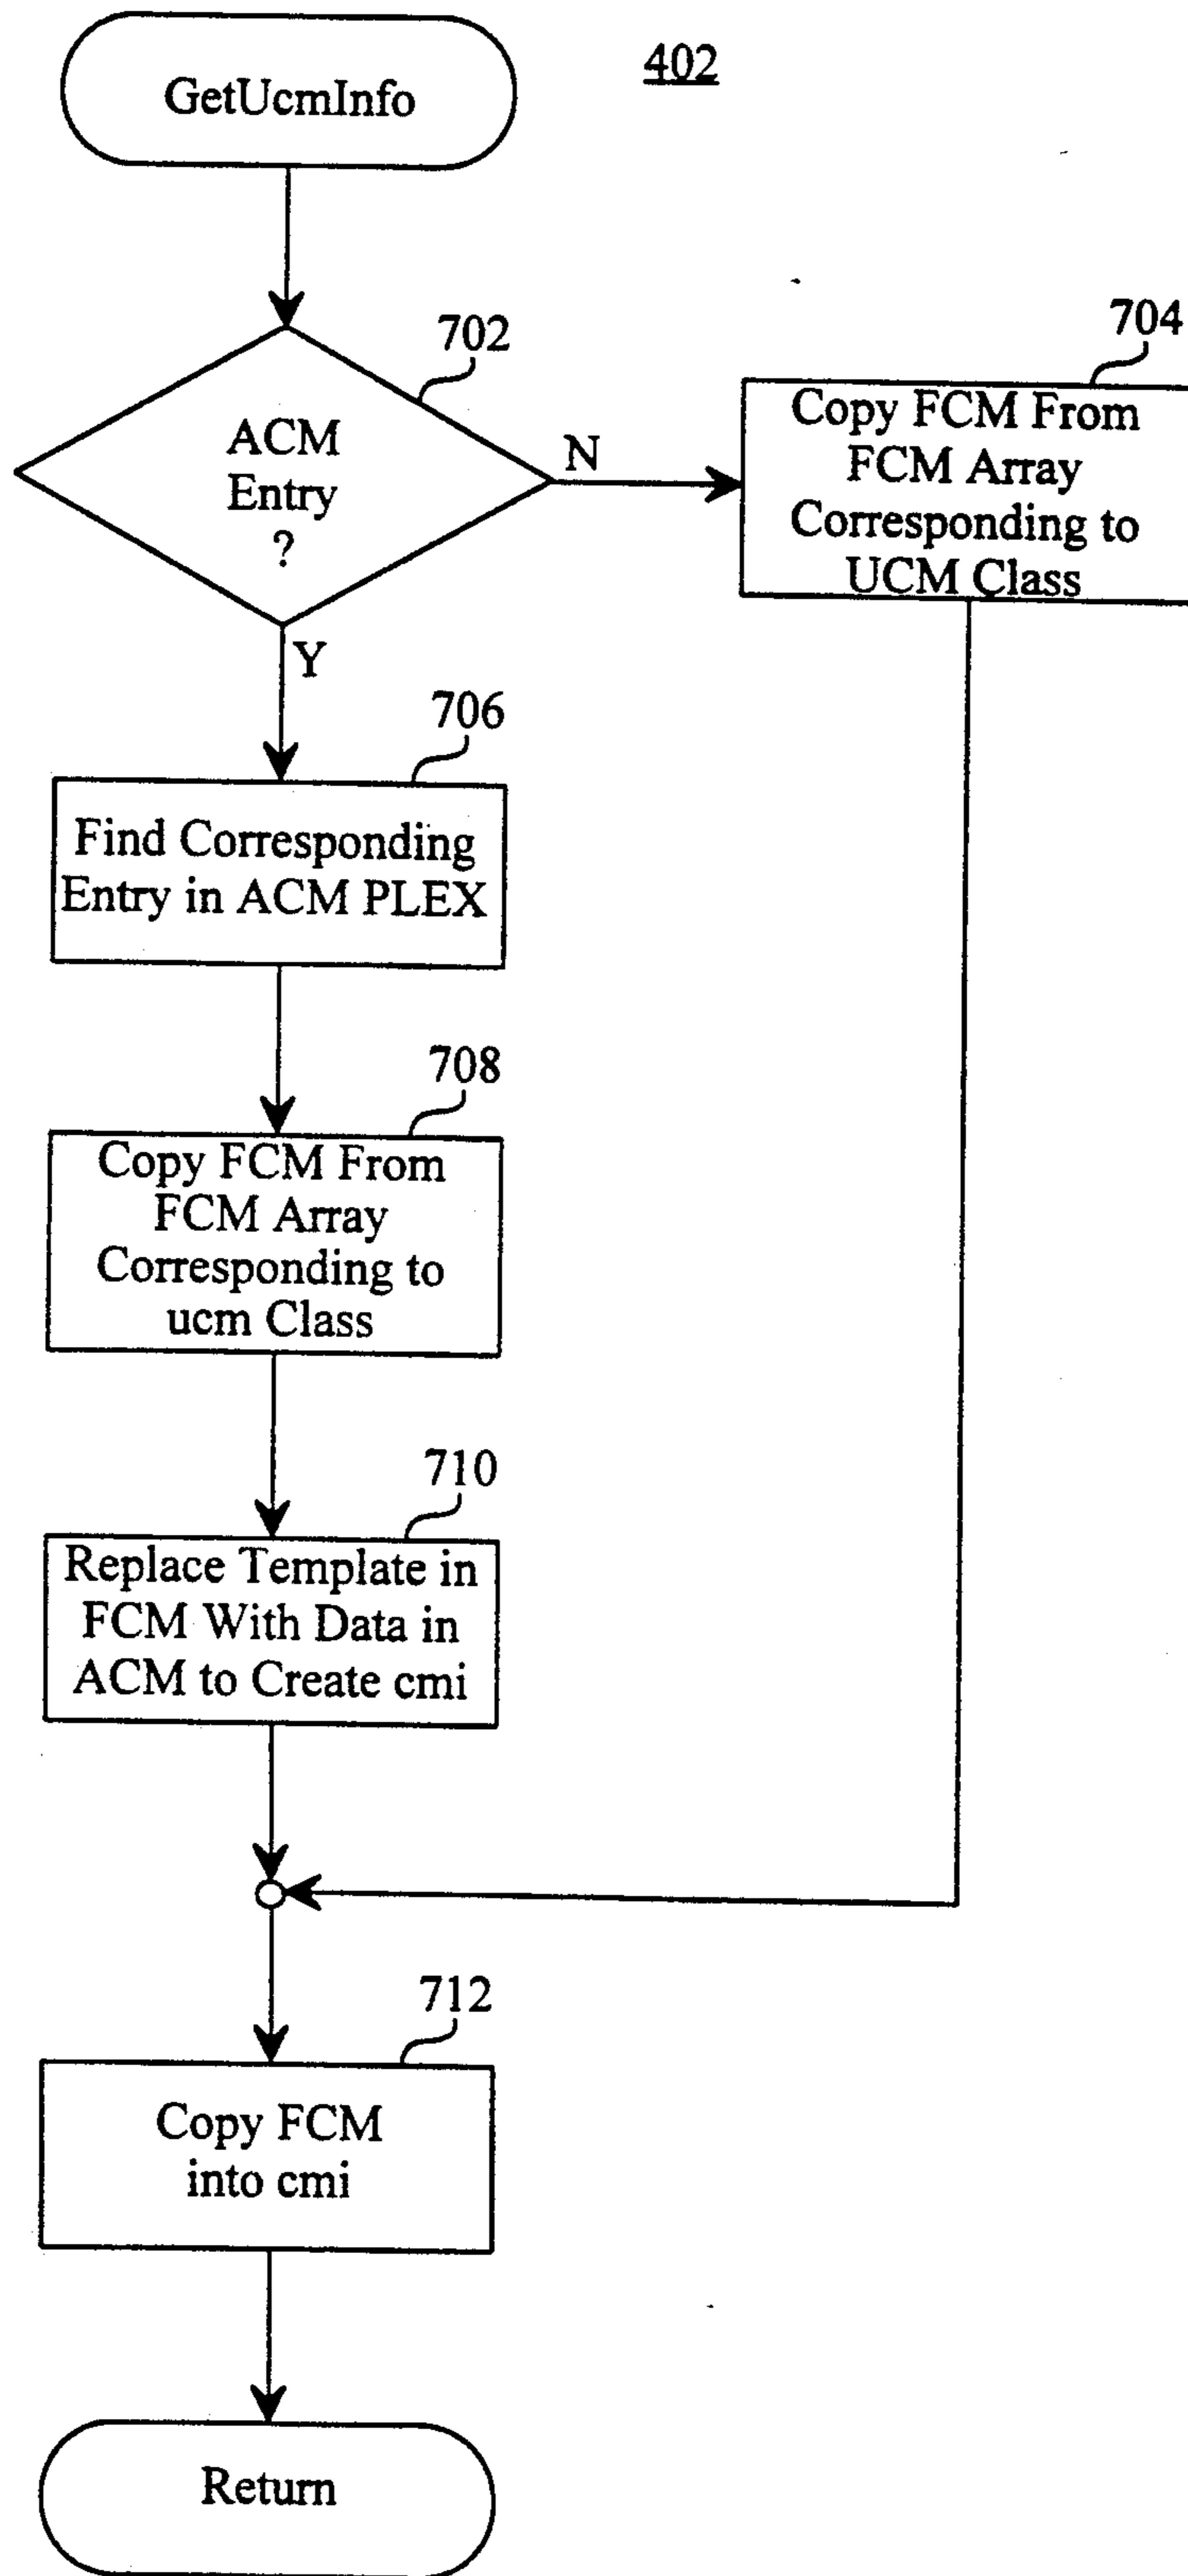 402
GetUcmInfo
702
ACM
Entry
?
N
Y
704
Copy FCM From
FCM Array
Corresponding to
UCM Class
706
Find Corresponding
Entry in ACM PLEX
708
Copy FCM From
FCM Array
Corresponding to
ucm Class
710
Replace Template in
FCM With Data in
ACM to Create cmi
712
Copy FCM
into cmi
Return